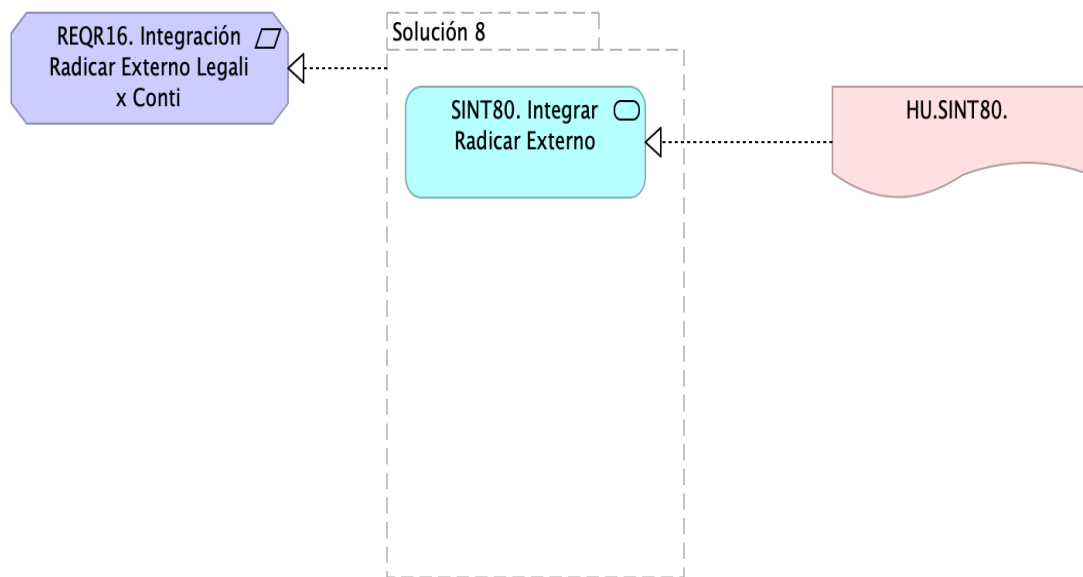 REQR16. Integración
Radicar Externo Legali
x Conti
Solución 8
SINT80. Integrar
Radicar Externo
HU.SINT80.